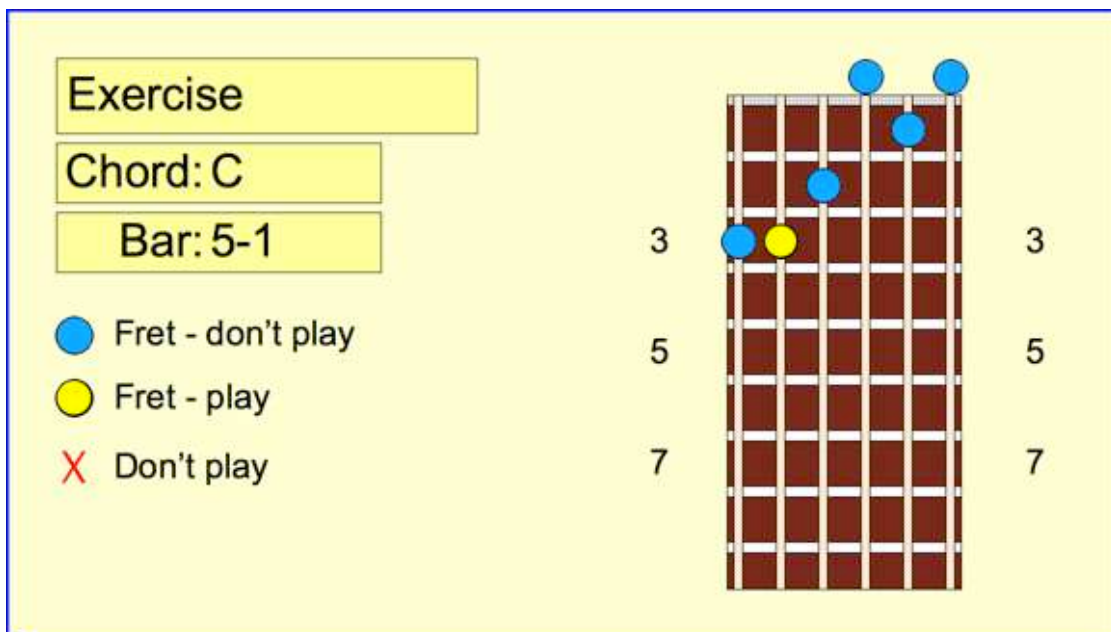 Exercise
Chord: C
Bar: 5-1
Fret - don't play
Fret - play
X Don't play
3 3
5 5
7 7